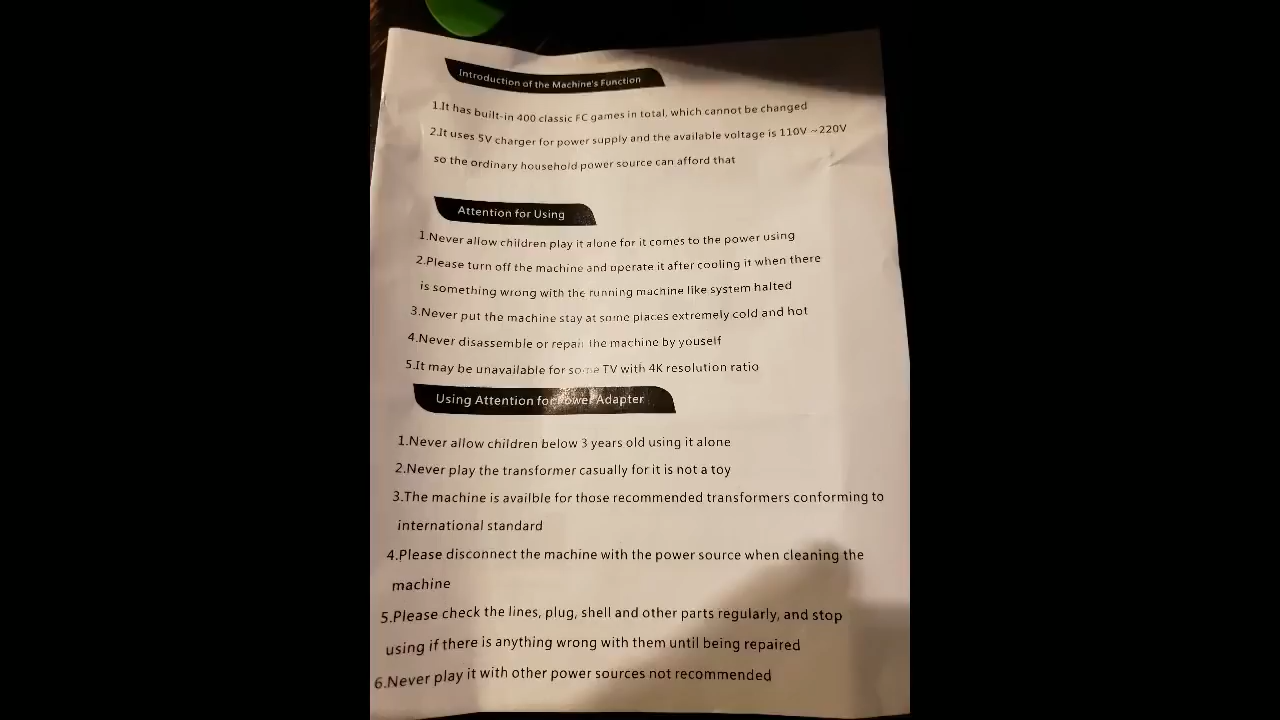 Introduction of the Machine's Function
1.It has built-in 400 classic FC games in total, which cannot be changed
2.It uses 5V charger for power supply and the available voltage is 110V ~220V
so the ordinary household power source can afford that
Attention for Using
1.Never allow children play it alone for it comes to the power using
2.Please turn off the machine and operate it after cooling it when there
is something wrong with the running machine like system halted
3.Never put the machine stay at some places extremely cold and hot
4.Never disassemble or repair the machine by youself
5.It may be unavailable for some TV with 4K resolution ratio
Using Attention for Power Adapter
1.Never allow children below 3 years old using it alone
2.Never play the transformer casually for it is not a toy
3.The machine is availble for those recommended transformers conforming to
international standard
4.Please disconnect the machine with the power source when cleaning the
machine
5.Please check the lines, plug, shell and other parts regularly, and stop
using if there is anything wrong with them until being repaired
6.Never play it with other power sources not recommended